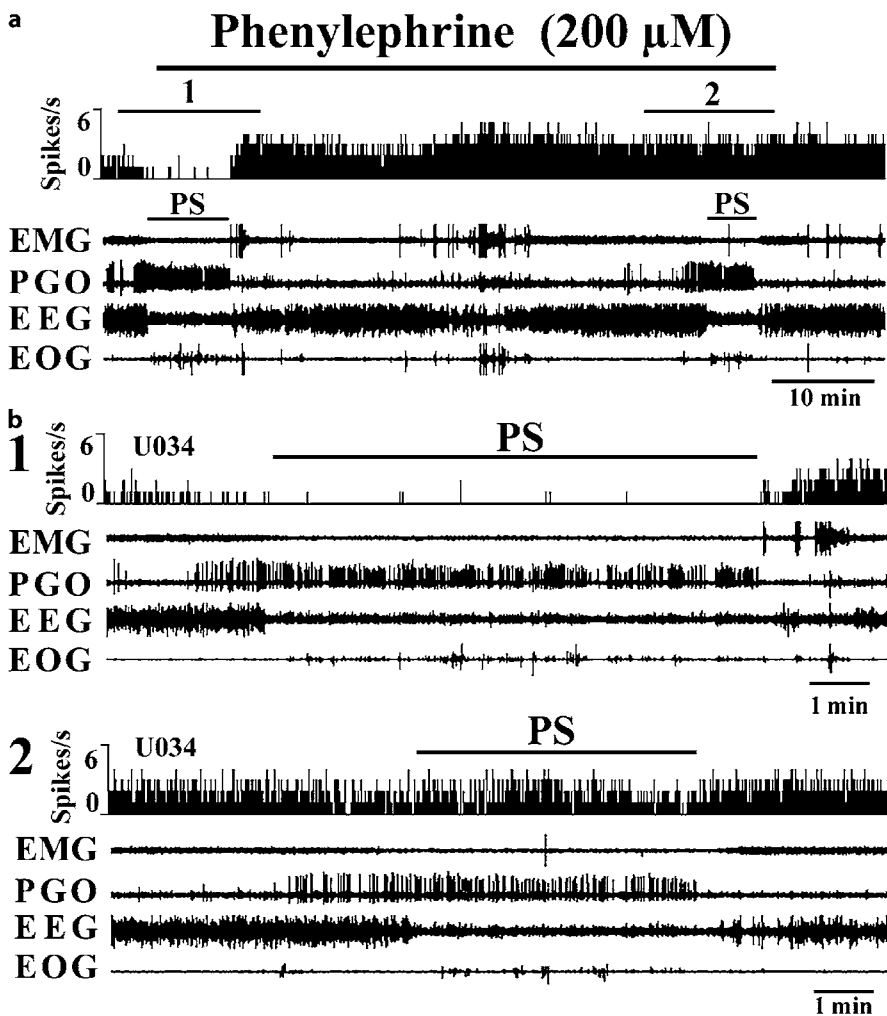 a
Phenylephrine (200 µM)
1 2
Spikes/s
6
0
PS PS
EMG
PGO
EEG
EOG
10 min
b
1
U034
PS
Spikes/s
6
0
EMG
PGO
EEG
EOG
1 min
2
U034
PS
Spikes/s
6
0
EMG
PGO
EEG
EOG
1 min